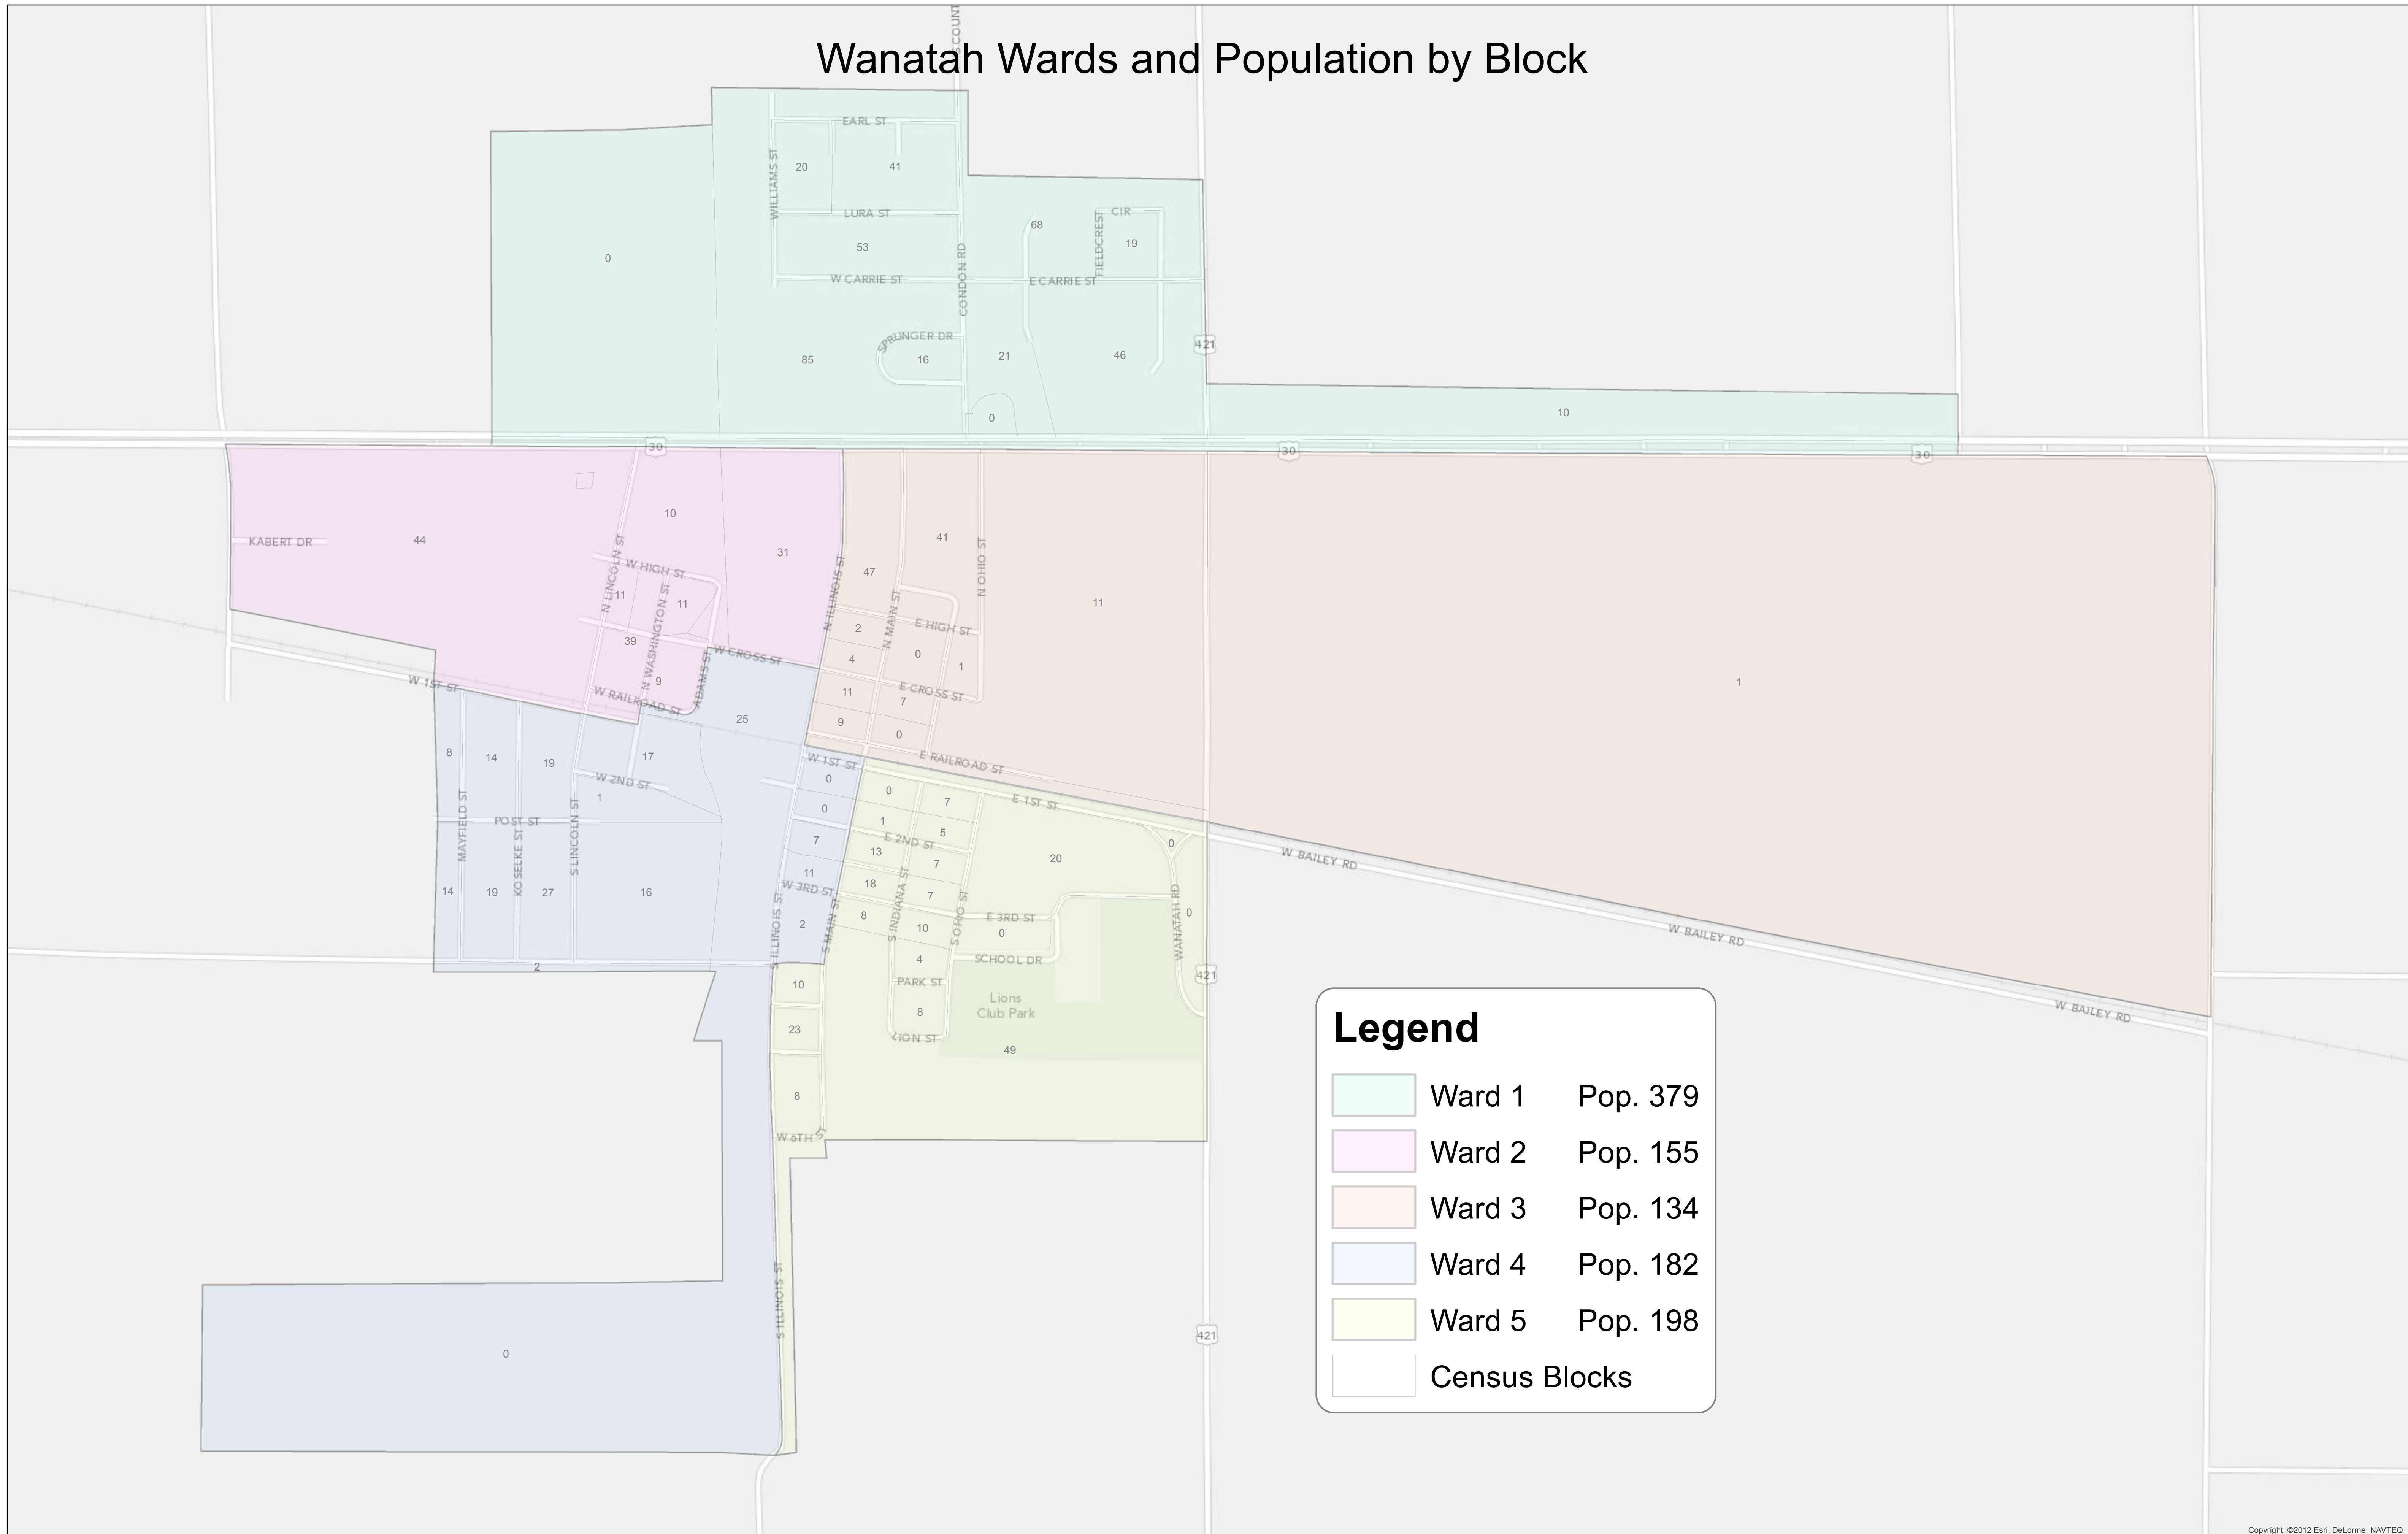 S COUNT
Wanatah Wards and Population by Block
EARL ST
WILLIAMS ST
20
41
LURA ST
68
CIR
FIELDCREST
19
53
0
CONDON RD
W CARRIE ST
E CARRIE ST
SPRUNGER DR
421
85
16
21
46
0
10
30
30
30
10
44
KABERT DR
31
N LINCOLN ST
W HIGH ST
11
N WASHINGTON ST
11
39
W CROSS ST
9
ADAMS ST
W RAILROAD ST
W 1ST ST
N ILLINOIS ST
47
41
N OHIO ST
11
N MAIN ST
2
E HIGH ST
4
0
1
11
E CROSS ST
7
9
0
E RAILROAD ST
1
25
8
14
19
17
W 2ND ST
1
POST ST
MAYFIELD ST
KOSELKE ST
S LINCOLN ST
14
19
27
16
2
W 1ST ST
0
0
7
11
W 3RD ST
2
S ILLINOIS ST
S MAIN ST
E 1ST ST
0
7
1
5
E 2ND ST
13
7
20
0
18
7
S INDIANA ST
S OHIO ST
8
10
E 3RD ST
0
WANATAH RD
0
4
SCHOOL DR
PARK ST
421
10
8
Lions
Club Park
23
LION ST
49
8
W 6TH ST
W BAILEY RD
W BAILEY RD
W BAILEY RD
S ILLINOIS ST
421
0
Legend
Ward 1 Pop. 379
Ward 2 Pop. 155
Ward 3 Pop. 134
Ward 4 Pop. 182
Ward 5 Pop. 198
Census Blocks
Copyright: ©2012 Esri, DeLorme, NAVTEQ